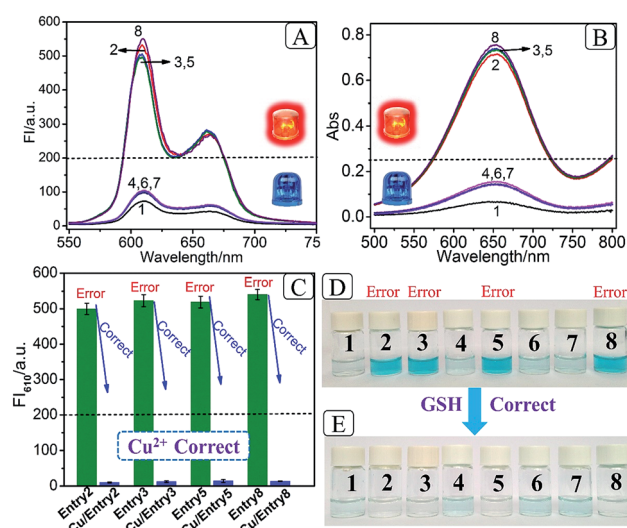 A
FI/a.u.
600
500
400
300
200
100
0
8
2
3,5
4,6,7
1
550 600 650 700 75
Wavelength/nm
B
Abs
0.8
0.6
0.4
0.2
0.0
8
3,5
2
4,6,7
1
500 550 600 650 700 750 800
Wavelength/nm
C
FI610/a.u.
600
500
400
300
200
100
0
Error Error Error Error
Correct Correct Correct Correct
Cu2+ Correct
Entry2 Cu/Entry2 Entry3 Cu/Entry3 Entry5 Cu/Entry5 Entry8 Cu/Entry8
D
Error Error Error Error
1 2 3 4 5 6 7 8
GSH Correct
E
1 2 3 4 5 6 7 8